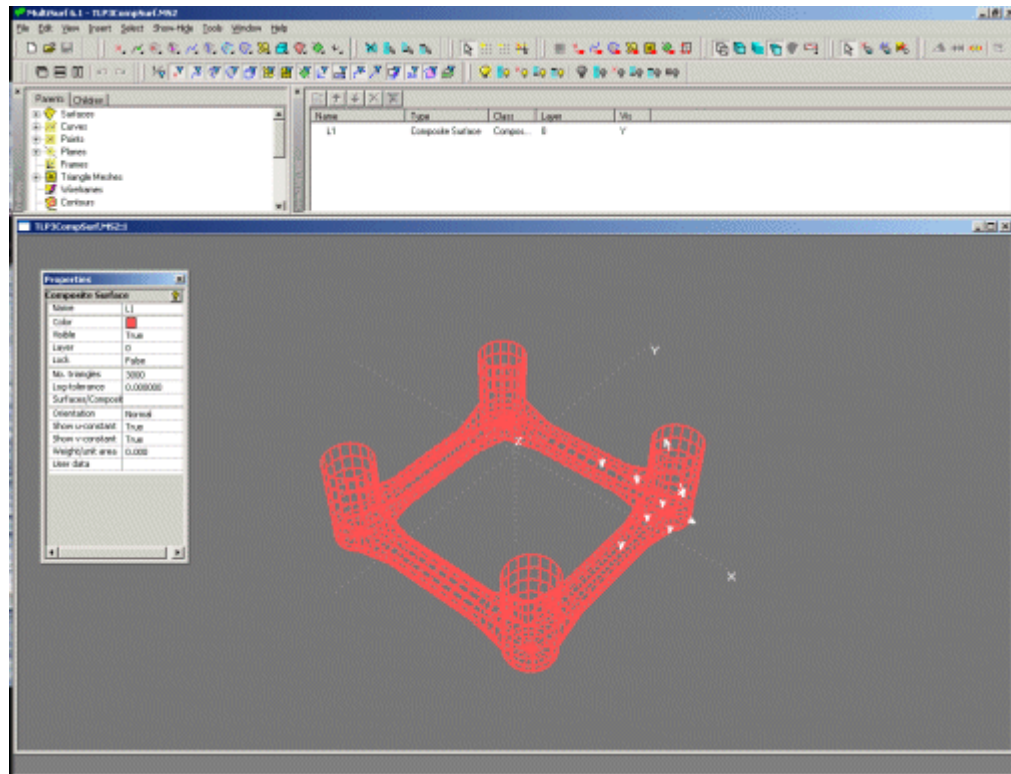 MultiSurf 6.1 - TLP3CompSurf.MS2
File Edit View Insert Select Show-Hide Tools Window Help
Parents Children
Surfaces
Curves
Points
Planes
Frames
Triangle Meshes
Wireframes
Contours
Name Type Class Layer Vis
L1 Composite Surface Compos... 0 Y
TLP3CompSurf.MS2:1
Properties
Composite Surface
Name L1
Color
Visible True
Layer 0
Lock False
No. triangles 3000
Log-tolerance 0.000000
Surfaces/Composit
Orientation Normal
Show u-constant True
Show v-constant True
Weight/unit area 0.000
User data
Y
Z
X